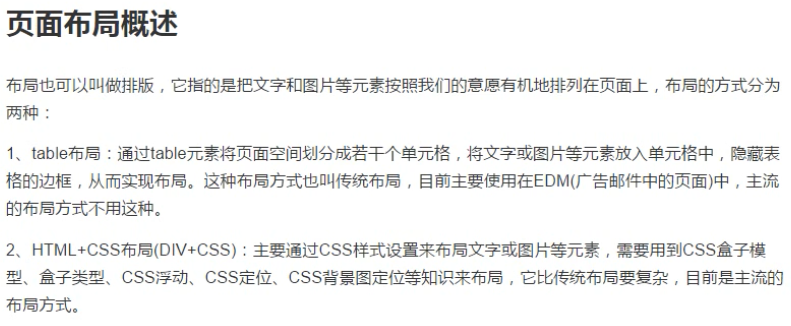 页面布局概述
布局也可以叫做排版，它指的是把文字和图片等元素按照我们的意愿有机地排列在页面上，布局的方式分为
两种：
1、table布局：通过table元素将页面空间划分成若干个单元格，将文字或图片等元素放入单元格中，隐藏表
格的边框，从而实现布局。这种布局方式也叫传统布局，目前主要使用在EDM(广告邮件中的页面)中，主流
的布局方式不用这种。
2、HTML+CSS布局(DIV+CSS)：主要通过CSS样式设置来布局文字或图片等元素，需要用到CSS盒子模
型、盒子类型、CSS浮动、CSS定位、CSS背景图定位等知识来布局，它比传统布局要复杂，目前是主流的
布局方式。